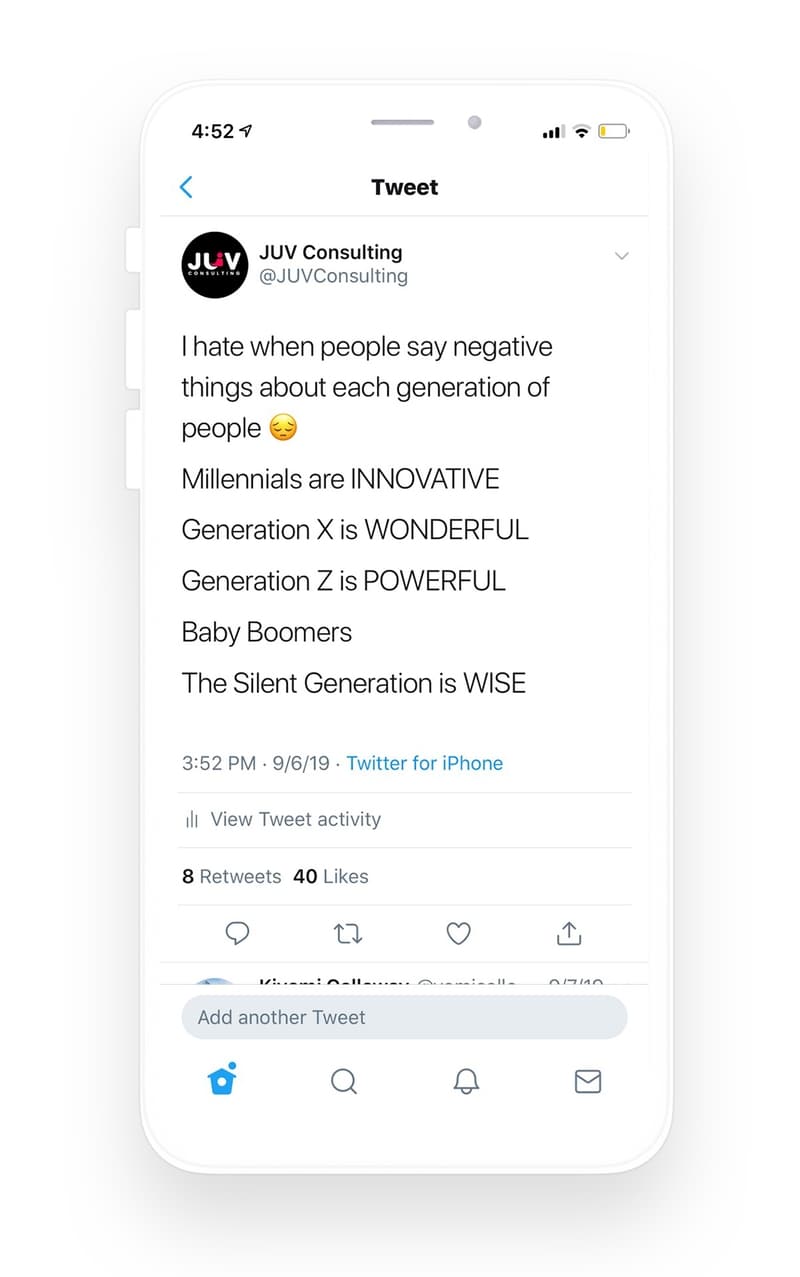 4:52
Tweet
JUV
CONSULTING
JUV Consulting
@JUVConsulting
I hate when people say negative
things about each generation of
people 😔
Millennials are INNOVATIVE
Generation X is WONDERFUL
Generation Z is POWERFUL
Baby Boomers
The Silent Generation is WISE
3:52 PM · 9/6/19 · Twitter for iPhone
View Tweet activity
8 Retweets 40 Likes
Add another Tweet